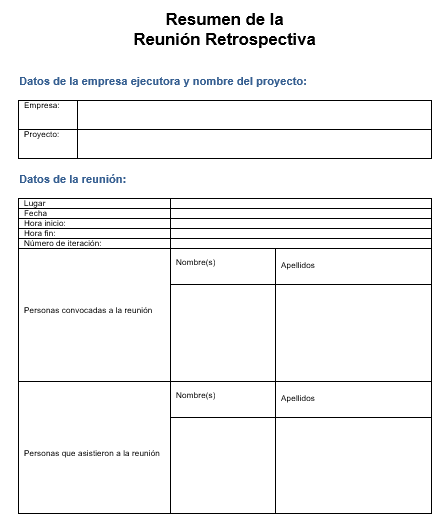 Resumen de la
Reunión Retrospectiva
Datos de la empresa ejecutora y nombre del proyecto:
Empresa:
Proyecto:
Datos de la reunión:
Lugar
Fecha
Hora inicio:
Hora fin:
Número de iteración:
Nombre(s) Apellidos
Personas convocadas a la reunión
Nombre(s) Apellidos
Personas que asistieron a la reunión